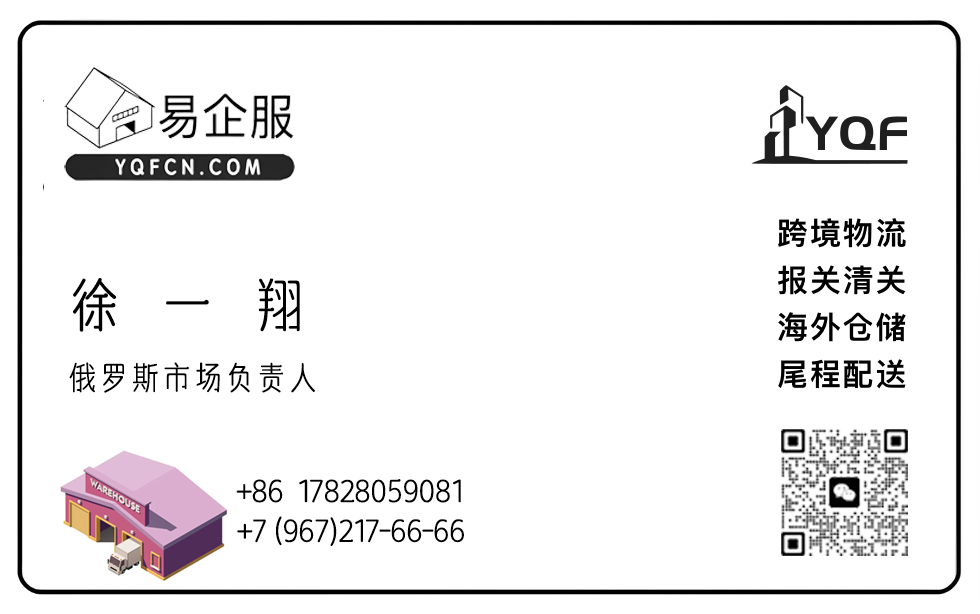 易企服
YQFCN.COM
YQF
跨境物流
报关清关
海外仓储
尾程配送
徐 一 翔
俄罗斯市场负责人
WAREHOUSE
+86 17828059081
+7 (967)217-66-66